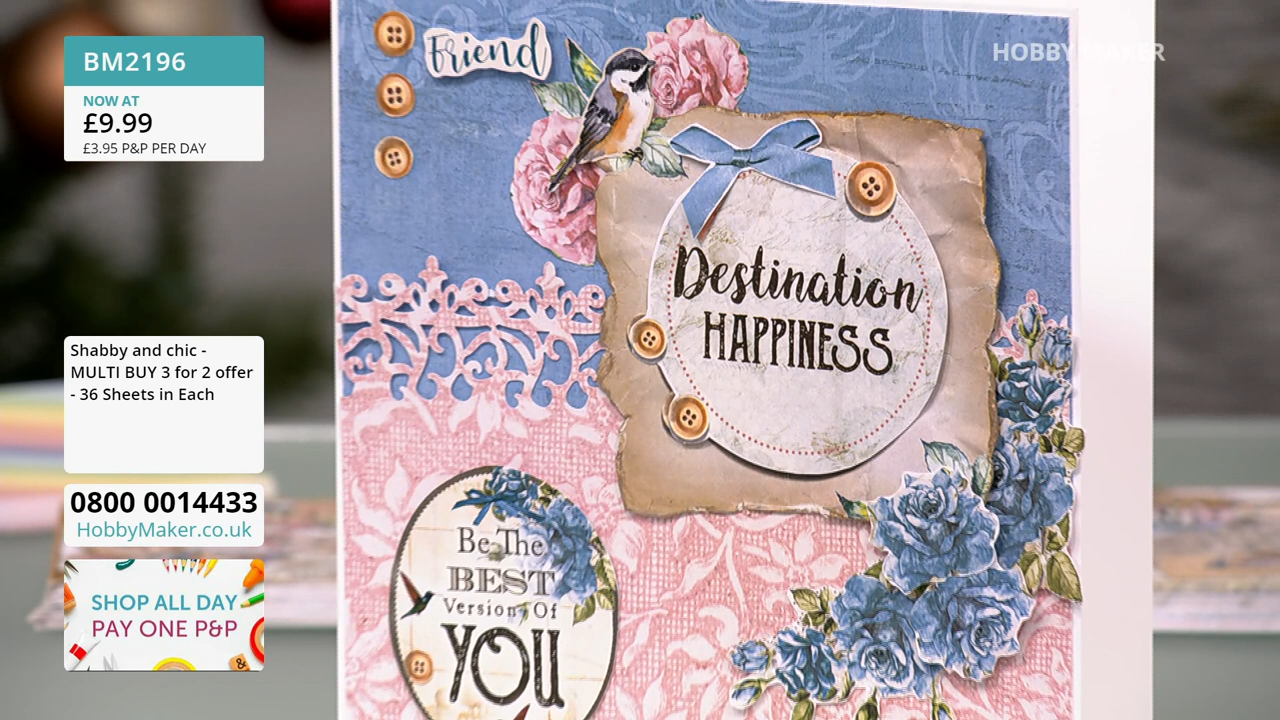 BM2196
NOW AT
£9.99
£3.95 P&P PER DAY
Shabby and chic -
MULTI BUY 3 for 2 offer
- 36 Sheets in Each
0800 0014433
HobbyMaker.co.uk
SHOP ALL DAY
PAY ONE P&P
&
HOBBY MAKER
Friend
Destination
HAPPINESS
Be The
BEST
Version Of
YOU